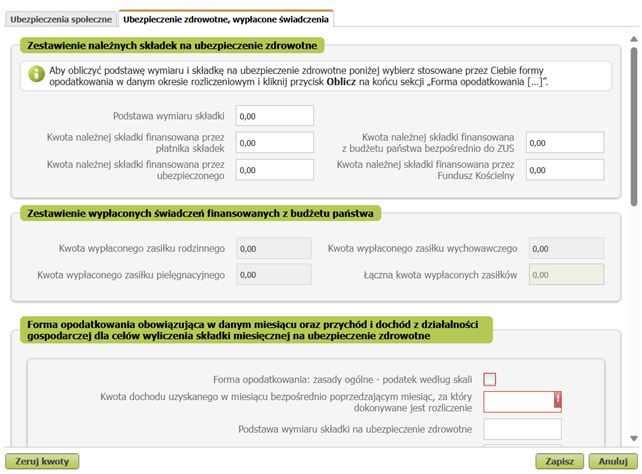 Ubezpieczenia społeczne
Ubezpieczenie zdrowotne, wypłacone świadczenia
Zestawienie należnych składek na ubezpieczenie zdrowotne
Aby obliczyć podstawę wymiaru i składkę na ubezpieczenie zdrowotne poniżej wybierz stosowane przez Ciebie formy
opodatkowania w danym okresie rozliczeniowym i kliknij przycisk Oblicz na końcu sekcji „Forma opodatkowania [...]”.
Podstawa wymiaru składki 0,00
Kwota należnej składki finansowana przez
płatnika składek 0,00
Kwota należnej składki finansowana
z budżetu państwa bezpośrednio do ZUS 0,00
Kwota należnej składki finansowana przez
ubezpieczonego 0,00
Kwota należnej składki finansowana przez
Fundusz Kościelny 0,00
Zestawienie wypłaconych świadczeń finansowanych z budżetu państwa
Kwota wypłaconego zasiłku rodzinnego 0,00
Kwota wypłaconego zasiłku wychowawczego 0,00
Kwota wypłaconego zasiłku pielęgnacyjnego 0,00
Łączna kwota wypłaconych zasiłków 0,00
Forma opodatkowania obowiązująca w danym miesiącu oraz przychód i dochód z działalności
gospodarczej dla celów wyliczenia składki miesięcznej na ubezpieczenie zdrowotne
Forma opodatkowania: zasady ogólne - podatek według skali
Kwota dochodu uzyskanego w miesiącu bezpośrednio poprzedzającym miesiąc, za który
dokonywane jest rozliczenie !
Podstawa wymiaru składki na ubezpieczenie zdrowotne
Zeruj kwoty
Zapisz
Anuluj